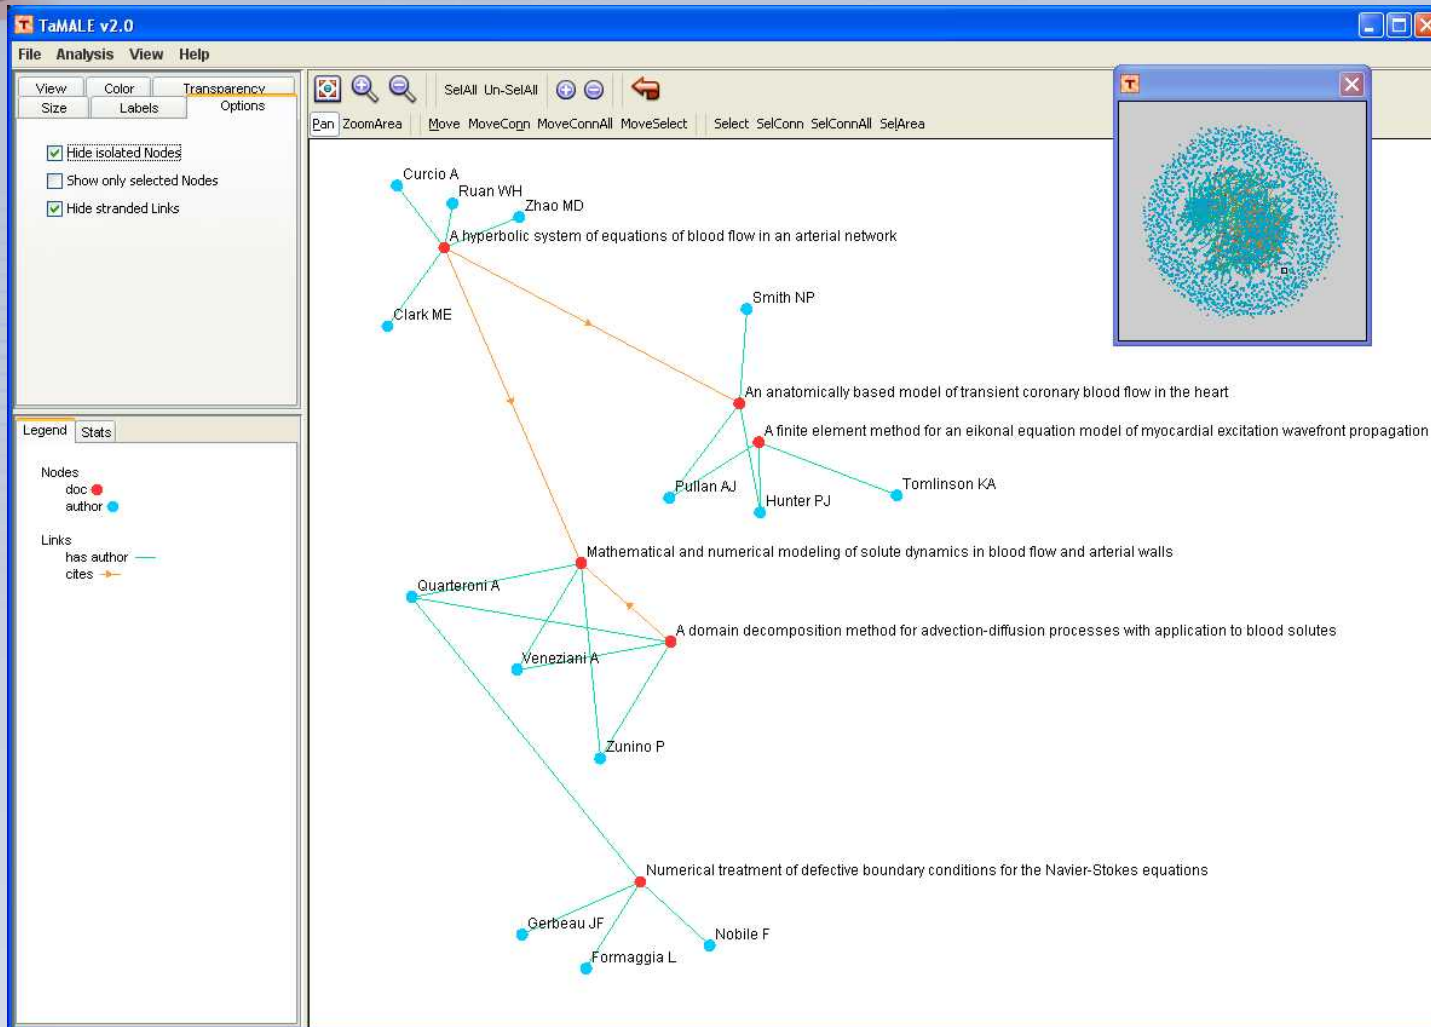 TaMALE v2.0
File Analysis View Help
View Color Transparency
Size Labels Options
Hide isolated Nodes
Show only selected Nodes
Hide stranded Links
SelAll Un-SelAll
Pan ZoomArea Move MoveConn MoveConnAll MoveSelect Select SelConn SelConnAll SelArea
T
Legend Stats
Nodes
doc
author
Links
has author
cites
Curcio A
Ruan WH
Zhao MD
A hyperbolic system of equations of blood flow in an arterial network
Clark ME
Smith NP
An anatomically based model of transient coronary blood flow in the heart
A finite element method for an eikonal equation model of myocardial excitation wavefront propagation
Pullan AJ
Hunter PJ
Tomlinson KA
Mathematical and numerical modeling of solute dynamics in blood flow and arterial walls
Quarteroni A
A domain decomposition method for advection-diffusion processes with application to blood solutes
Veneziani A
Zunino P
Numerical treatment of defective boundary conditions for the Navier-Stokes equations
Gerbeau JF
Nobile F
Formaggia L